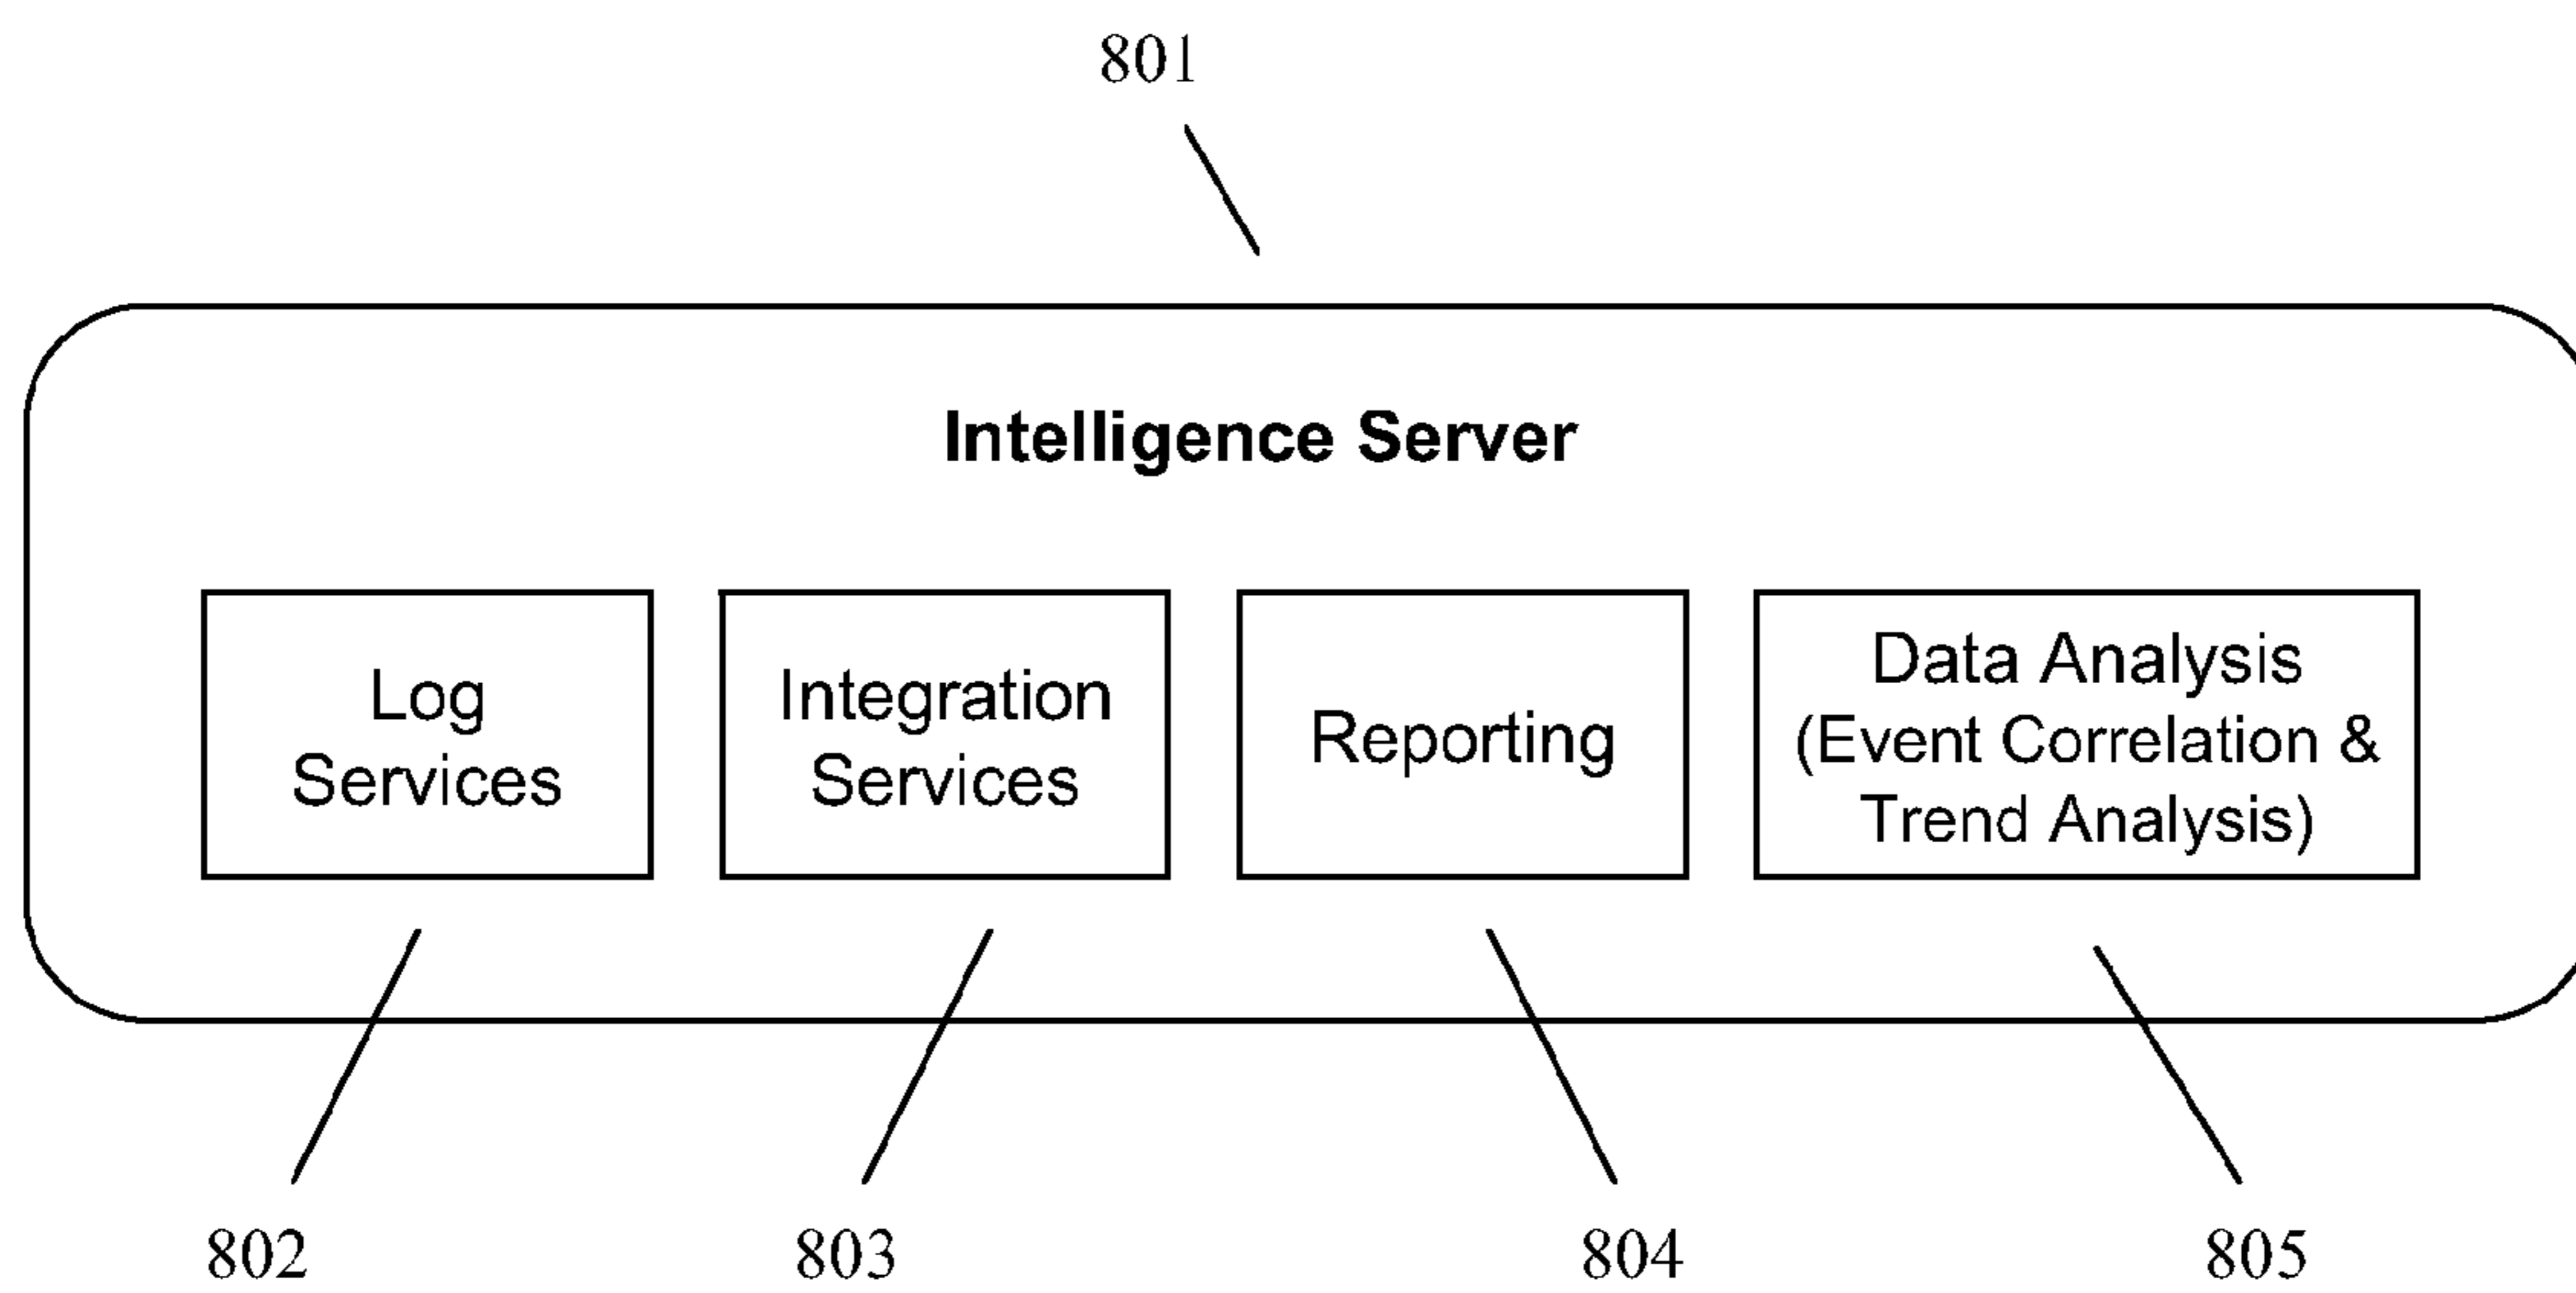 801
Intelligence Server
Log
Services
Integration
Services
Reporting
Data Analysis
(Event Correlation &
Trend Analysis)
802
803
804
805